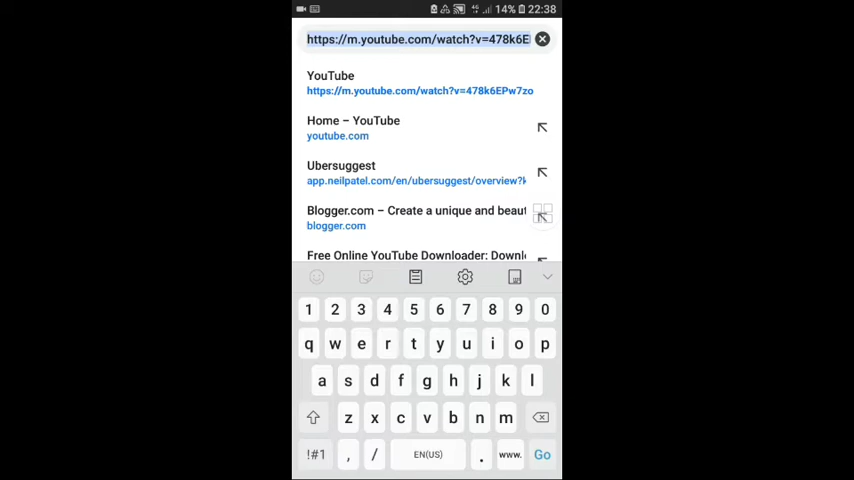 14% 22:38
https://m.youtube.com/watch?v=478k6E
YouTube
https://m.youtube.com/watch?v=478k6EPw7zo
Home – YouTube
youtube.com
Ubersuggest
app.neilpatel.com/en/ubersuggest/overview?k
Blogger.com – Create a unique and beaut
blogger.com
Free Online YouTube Downloader: Downl
1 2 3 4 5 6 7 8 9 0
q w e r t y u i o p
a s d f g h j k l
z x c v b n m
!#1 , / EN(US) . www. Go